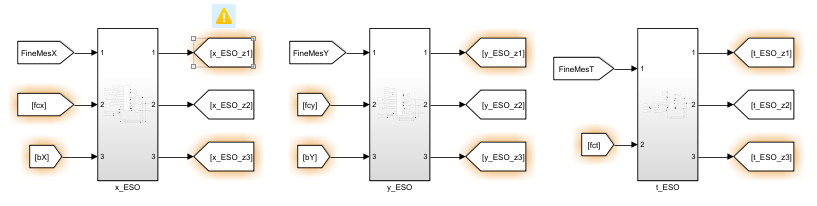 FineMesX
1
1
[x_ESO_z1]
[fcx]
2
2
[x_ESO_z2]
[bX]
3
3
[x_ESO_z3]
x_ESO
FineMesY
1
1
[y_ESO_z1]
[fcy]
2
2
[y_ESO_z2]
[bY]
3
3
[y_ESO_z3]
y_ESO
FineMesT
1
1
[t_ESO_z1]
2
[t_ESO_z2]
[fct]
2
3
[t_ESO_z3]
t_ESO